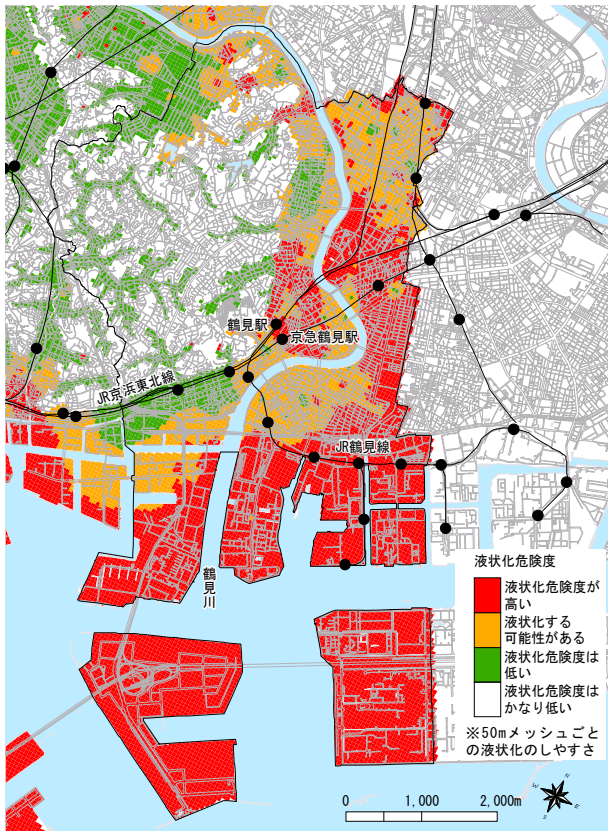 鶴見駅
京急鶴見駅
JR京浜東北線
JR鶴見線
鶴見川
液状化危険度
液状化危険度が
高い
液状化する
可能性がある
液状化危険度は
低い
液状化危険度は
かなり低い
※50mメッシュごと
の液状化のしやすさ
0 1,000 2,000m
N
W
E
S